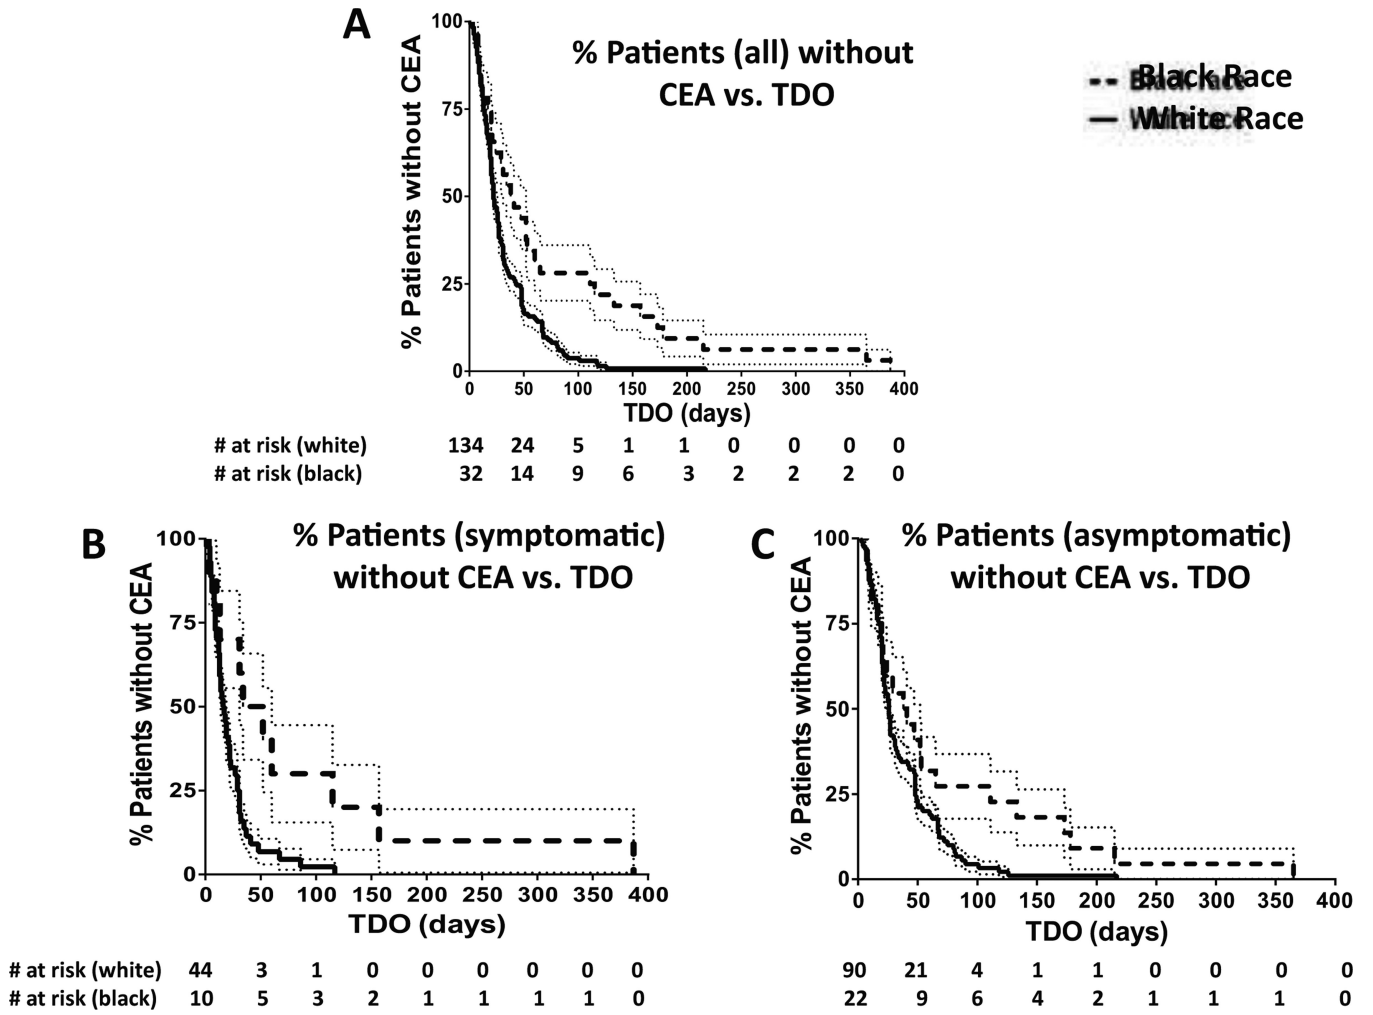 A
% Patients (all) without
CEA vs. TDO
Black Race
White Race
% Patients without CEA
100
75
50
25
0
0 50 100 150 200 250 300 350 400
TDO (days)
# at risk (white) 134 24 5 1 1 0 0 0 0
# at risk (black) 32 14 9 6 3 2 2 2 0
B
% Patients (symptomatic)
without CEA vs. TDO
% Patients without CEA
100
75
50
25
0
0 50 100 150 200 250 300 350 400
TDO (days)
# at risk (white) 44 3 1 0 0 0 0 0 0
# at risk (black) 10 5 3 2 1 1 1 1 0
C
% Patients (asymptomatic)
without CEA vs. TDO
% Patients without CEA
100
75
50
25
0
0 50 100 150 200 250 300 350 400
TDO (days)
90 21 4 1 1 0 0 0 0
22 9 6 4 2 1 1 1 0